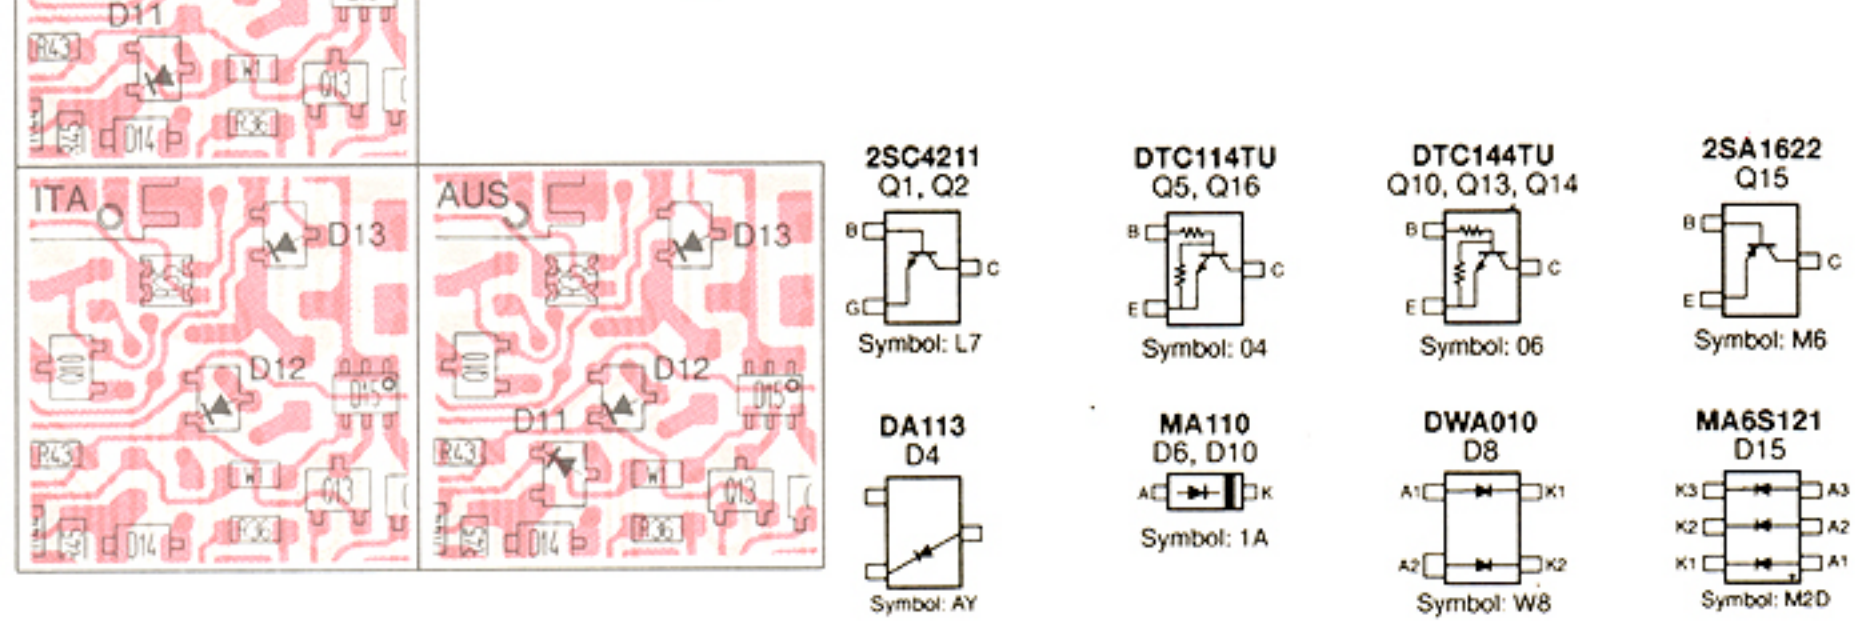 D11
R43
W1
Q13
R36
R45
D14
ITA
D13
D12
Q10
D15
R43
W1
Q13
R45
D14
R36
AUS
D13
D12
Q10
D15
D11
R43
W1
Q13
R45
D14
R36
2SC4211
Q1, Q2
B
C
G
Symbol: L7
DTC114TU
Q5, Q16
B
C
E
Symbol: 04
DTC144TU
Q10, Q13, Q14
B
C
E
Symbol: 06
2SA1622
Q15
B
C
E
Symbol: M6
DA113
D4
Symbol: AY
MA110
D6, D10
A K
Symbol: 1A
DWA010
D8
A1 K1
A2 K2
Symbol: W8
MA6S121
D15
K3 A3
K2 A2
K1 A1
Symbol: M2D